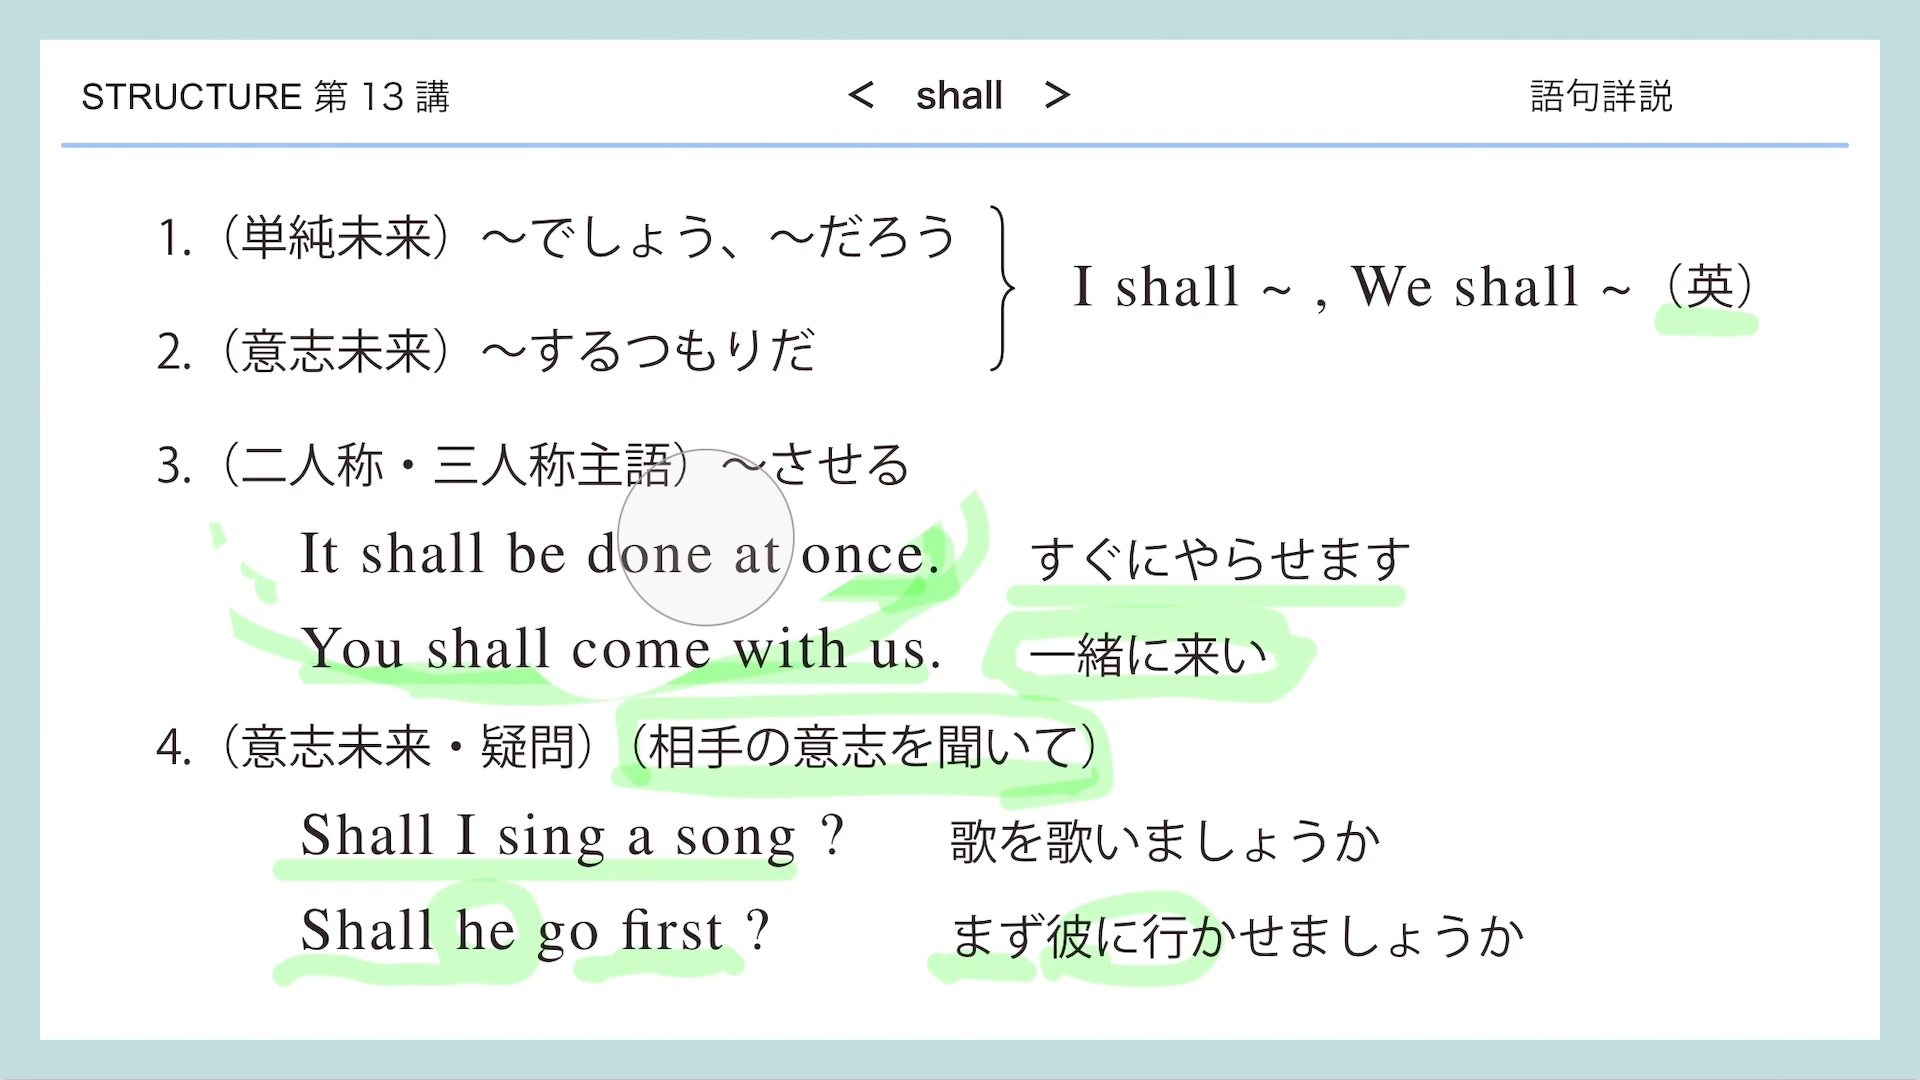 STRUCTURE 第 13 講
< shall >
語句詳説
1.（単純未来）～でしょう、～だろう
2.（意志未来）～するつもりだ
I shall ~ , We shall ~（英）
3.（二人称・三人称主語）～させる
It shall be done at once. すぐにやらせます
You shall come with us. 一緒に来い
4.（意志未来・疑問）（相手の意志を聞いて）
Shall I sing a song ? 歌を歌いましょうか
Shall he go first ? まず彼に行かせましょうか